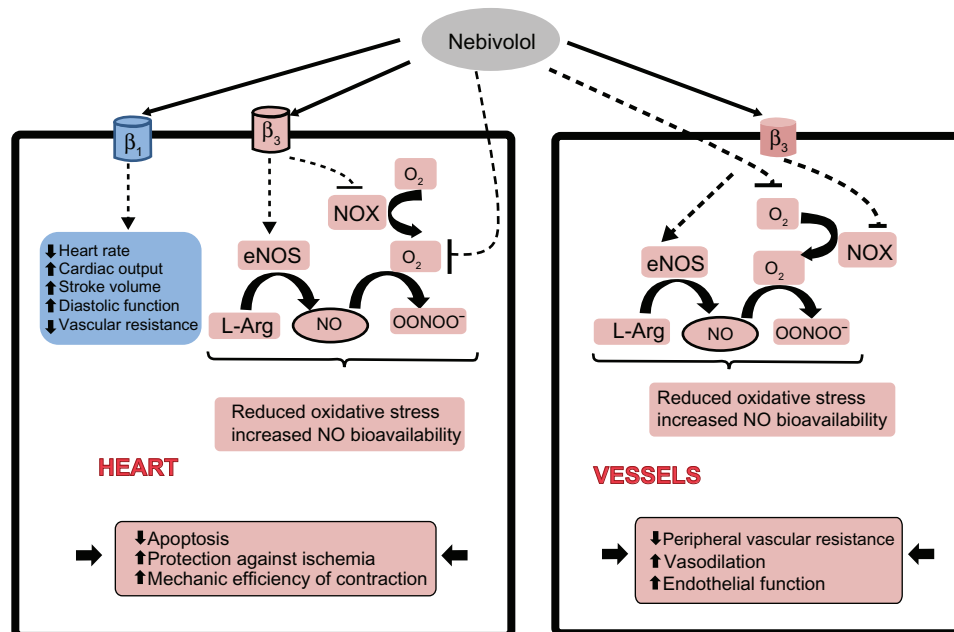 Nebivolol
β1
β3
β3
O2
NOX
O2
eNOS
L-Arg
NO
OONOO⁻
Heart rate
Cardiac output
Stroke volume
Diastolic function
Vascular resistance
Reduced oxidative stress
increased NO bioavailability
HEART
Apoptosis
Protection against ischemia
Mechanic efficiency of contraction
O2
NOX
O2
eNOS
L-Arg
NO
OONOO⁻
Reduced oxidative stress
increased NO bioavailability
VESSELS
Peripheral vascular resistance
Vasodilation
Endothelial function